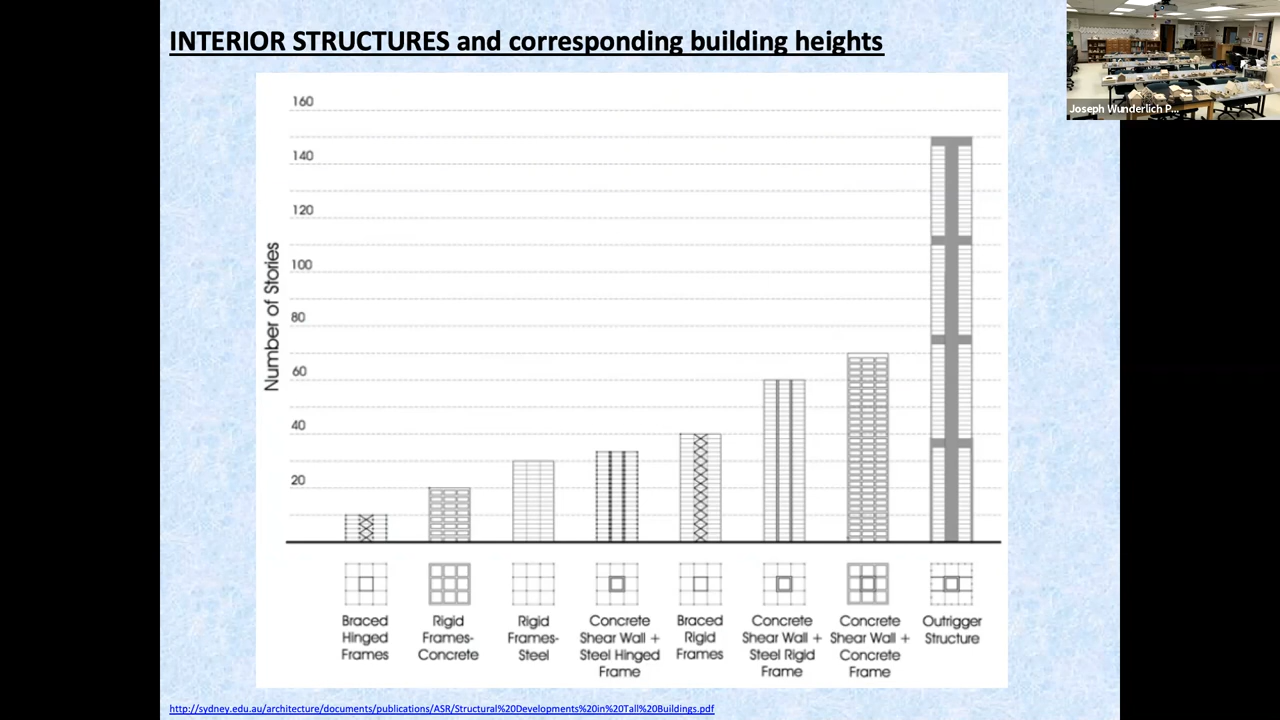 INTERIOR STRUCTURES and corresponding building heights
Joseph Wunderlich P...
160
140
120
100
80
60
40
20
Number of Stories
Braced
Hinged
Frames
Rigid
Frames-
Concrete
Rigid
Frames-
Steel
Concrete
Shear Wall +
Steel Hinged
Frame
Braced
Rigid
Frames
Concrete
Shear Wall +
Steel Rigid
Frame
Concrete
Shear Wall +
Concrete
Frame
Outrigger
Structure
http://sydney.edu.au/architecture/documents/publications/ASR/Structural%20Developments%20in%20Tall%20Buildings.pdf